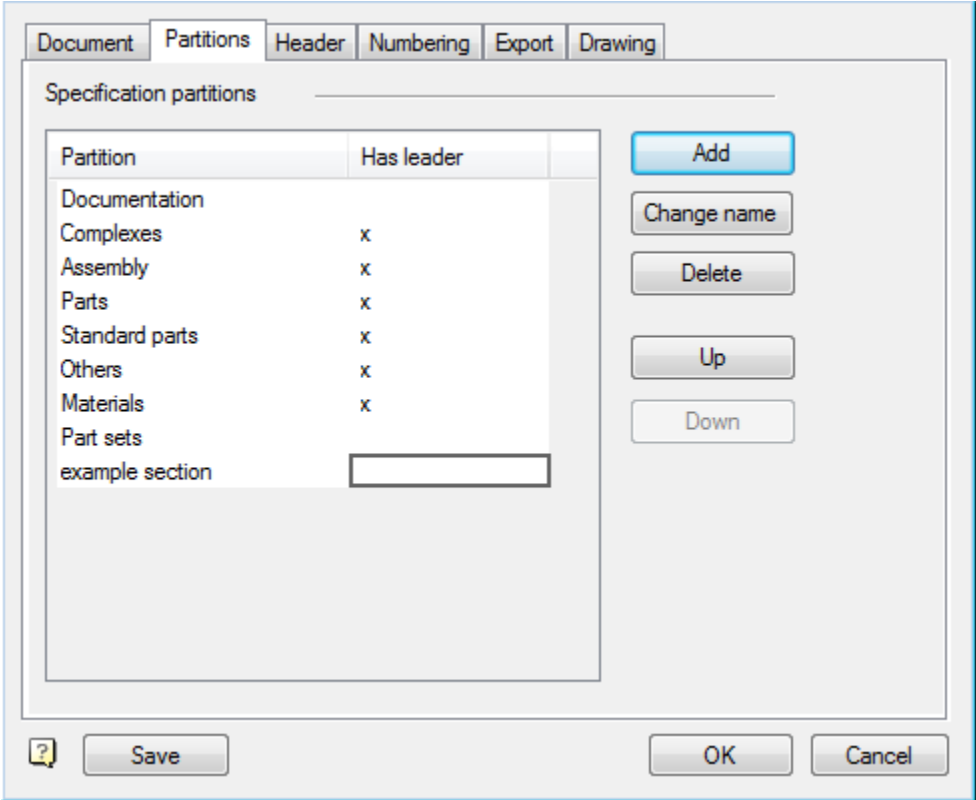 Document Partitions Header Numbering Export Drawing
Specification partitions
Partition Has leader
Documentation
Complexes x
Assembly x
Parts x
Standard parts x
Others x
Materials x
Part sets
example section
Add
Change name
Delete
Up
Down
? Save OK Cancel